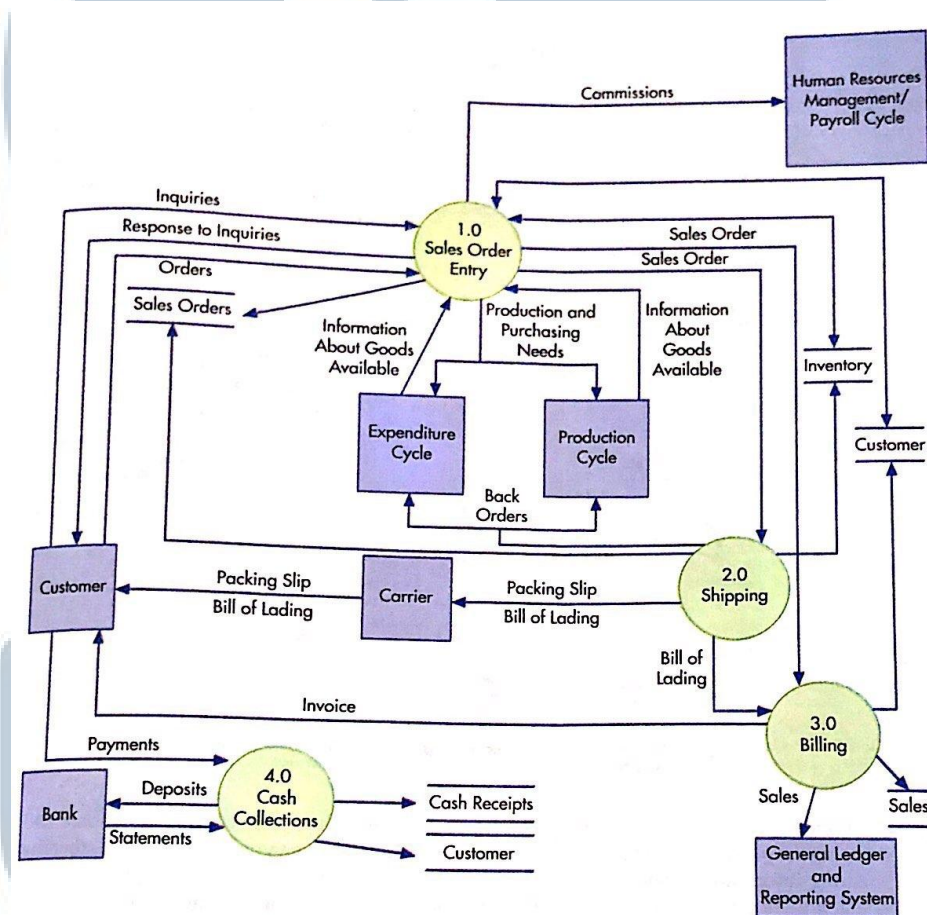 Human Resources
Management/
Payroll Cycle
Commissions
Inquiries
Response to Inquiries
Orders
Sales Orders
1.0
Sales Order
Entry
Sales Order
Sales Order
Information
About Goods
Available
Production and
Purchasing
Needs
Information
About
Goods
Available
Inventory
Customer
Expenditure
Cycle
Production
Cycle
Back
Orders
Customer
Packing Slip
Bill of Lading
Carrier
Packing Slip
Bill of Lading
2.0
Shipping
Bill of
Lading
Invoice
3.0
Billing
Payments
Deposits
Bank
Statements
4.0
Cash
Collections
Cash Receipts
Customer
Sales
Sales
General Ledger
and
Reporting System